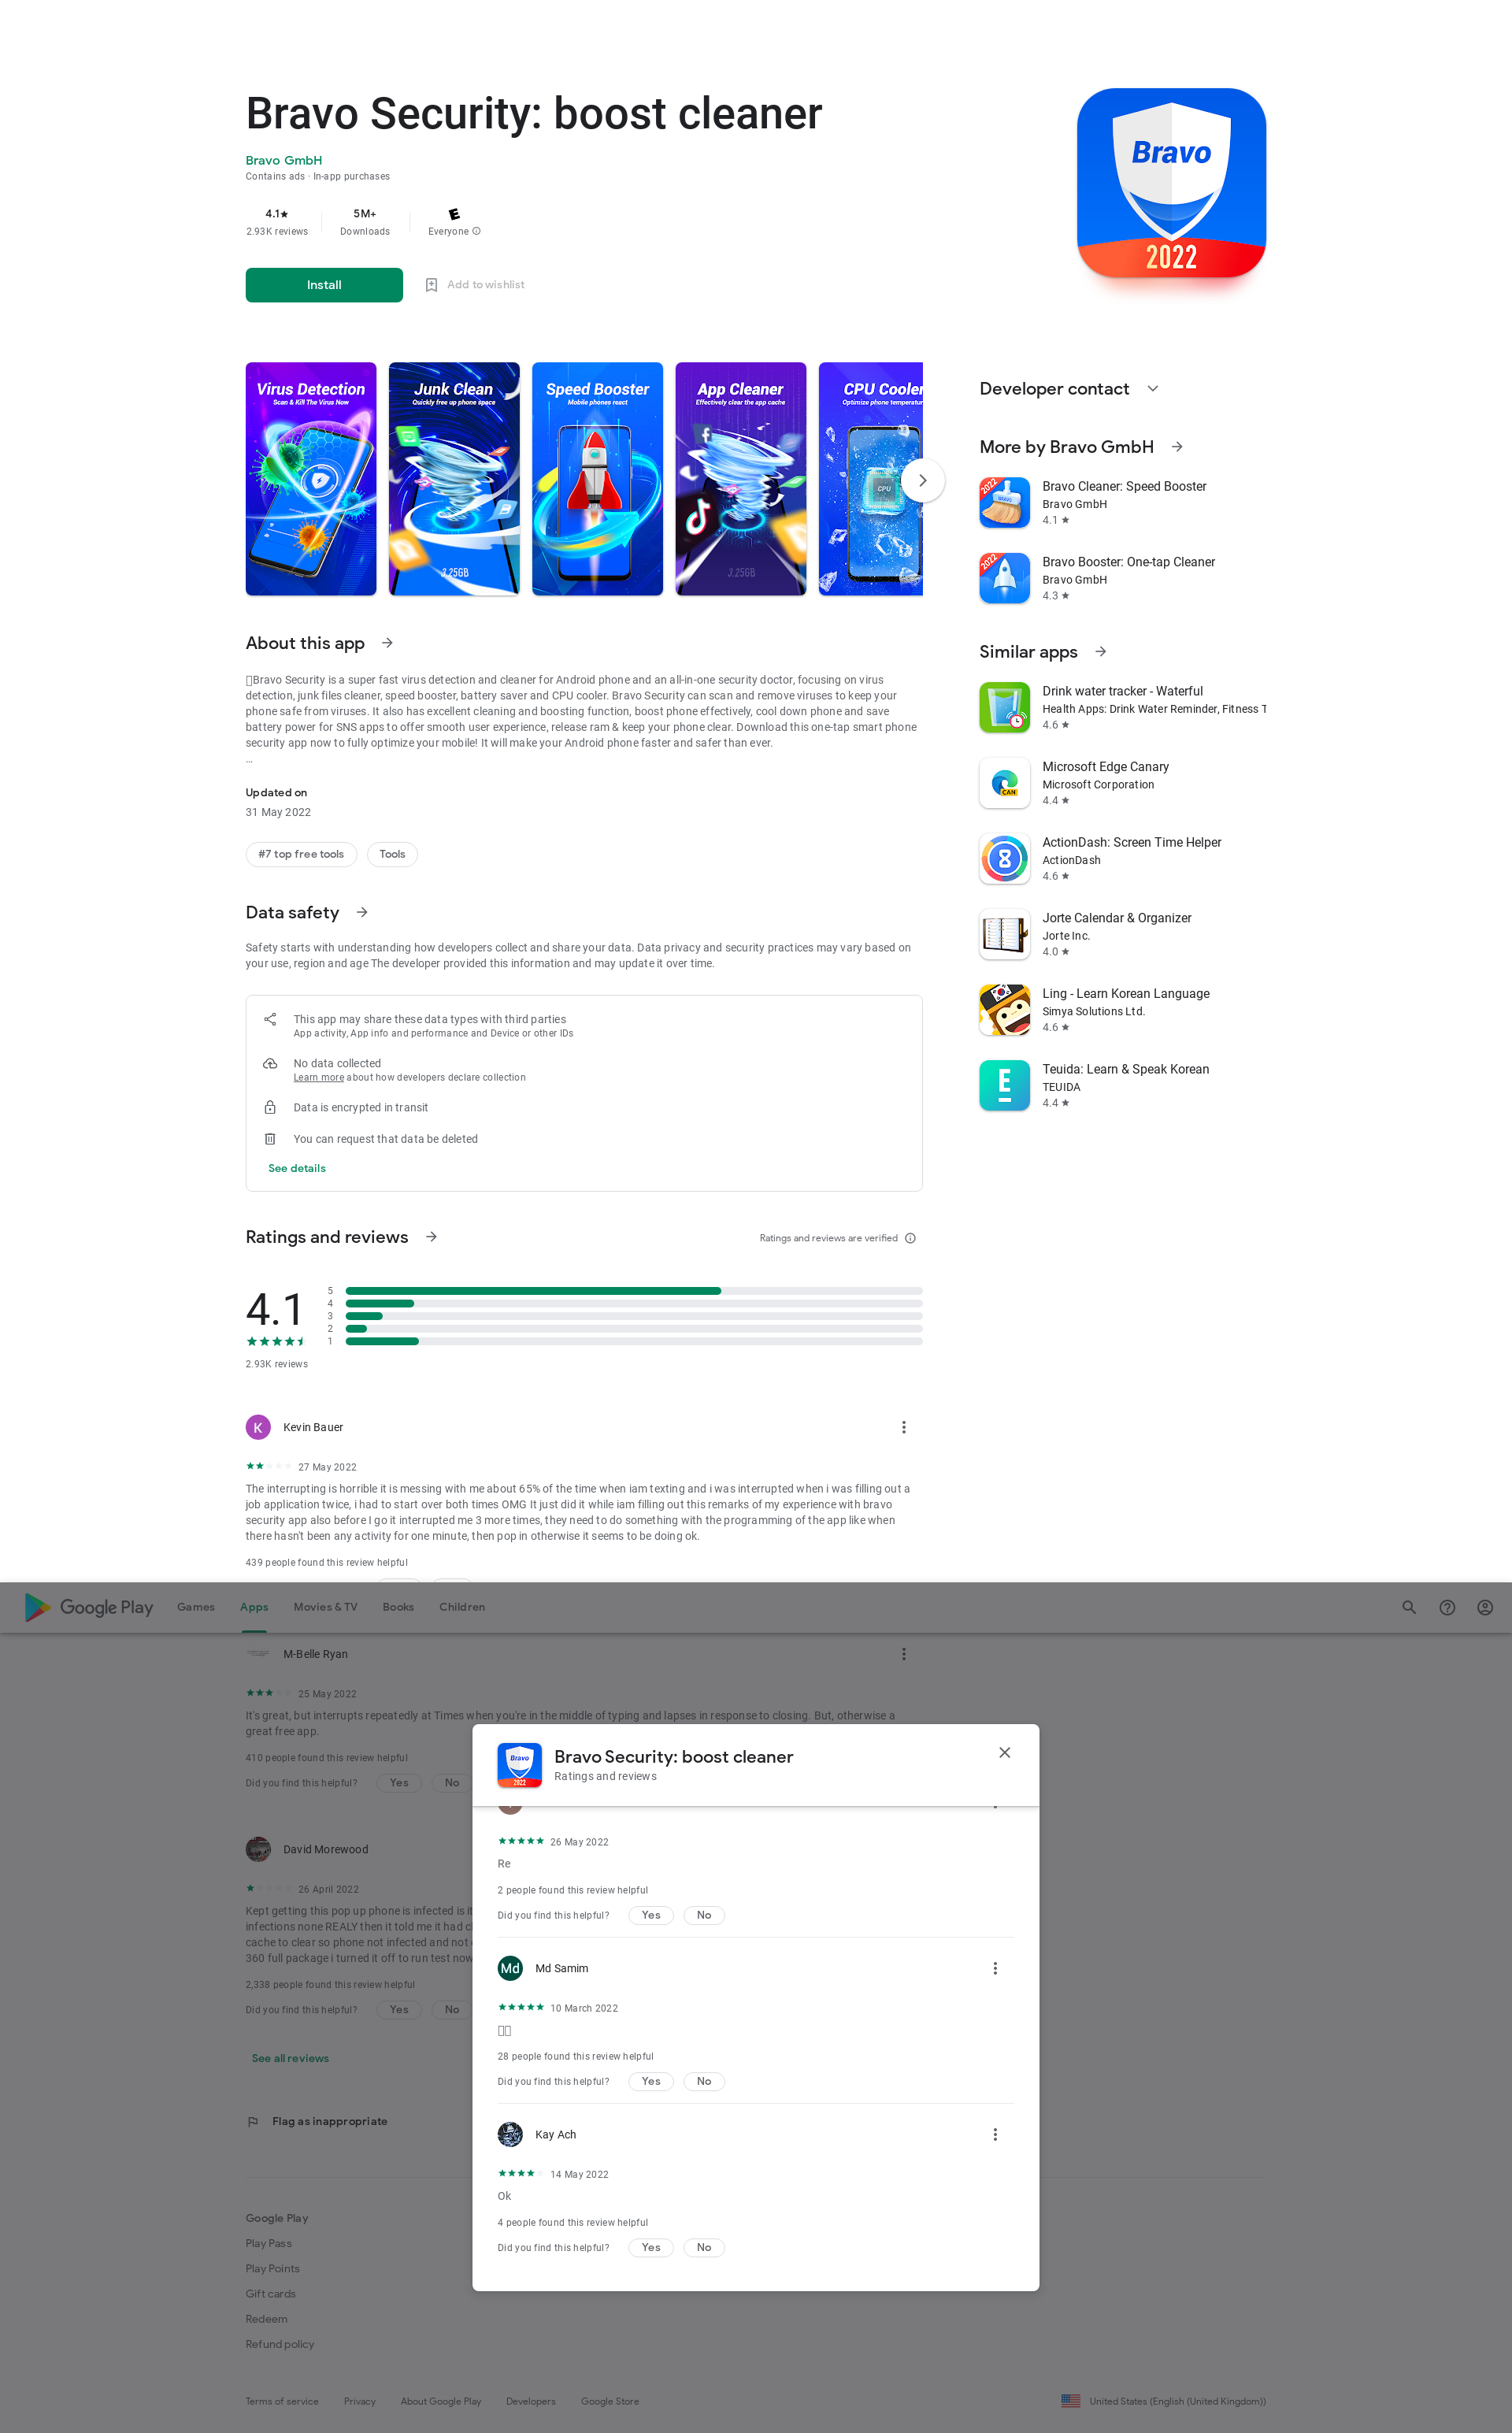 Bravo Security: boost cleaner
Bravo GmbH
Contains ads · In-app purchases
4.1★
2.93K reviews
5M+
Downloads
Everyone
Install
Add to wishlist
Bravo
2022
Virus Detection
Scan & Kill The Virus Now
Junk Clean
Quickly free up phone space
3.25GB
Speed Booster
Mobile phones react
App Cleaner
Effectively clear the app cache
3.25GB
CPU Cooler
Optimize phone temperatur
CPU
About this app
Bravo Security is a super fast virus detection and cleaner for Android phone and an all-in-one security doctor, focusing on virus
detection, junk files cleaner, speed booster, battery saver and CPU cooler. Bravo Security can scan and remove viruses to keep your
phone safe from viruses. It also has excellent cleaning and boosting function, boost phone effectively, cool down phone and save
battery power for SNS apps to offer smooth user experience, release ram & keep your phone clear. Download this one-tap smart phone
security app now to fully optimize your mobile! It will make your Android phone faster and safer than ever.
…
Updated on
31 May 2022
#7 top free tools
Tools
Data safety
Safety starts with understanding how developers collect and share your data. Data privacy and security practices may vary based on
your use, region and age The developer provided this information and may update it over time.
This app may share these data types with third parties
App activity, App info and performance and Device or other IDs
No data collected
Learn more about how developers declare collection
Data is encrypted in transit
You can request that data be deleted
See details
Ratings and reviews
Ratings and reviews are verified
4.1
2.93K reviews
5
4
3
2
1
K
Kevin Bauer
27 May 2022
The interrupting is horrible it is messing with me about 65% of the time when iam texting and i was interrupted when i was filling out a
job application twice, i had to start over both times OMG It just did it while iam filling out this remarks of my experience with bravo
security app also before I go it interrupted me 3 more times, they need to do something with the programming of the app like when
there hasn't been any activity for one minute, then pop in otherwise it seems to be doing ok.
439 people found this review helpful
Developer contact
More by Bravo GmbH
2022
BRAVO
Bravo Cleaner: Speed Booster
Bravo GmbH
4.1★
2022
Bravo Booster: One-tap Cleaner
Bravo GmbH
4.3★
Similar apps
Drink water tracker - Waterful
Health Apps: Drink Water Reminder, Fitness T
4.6★
CAN
Microsoft Edge Canary
Microsoft Corporation
4.4★
ActionDash: Screen Time Helper
ActionDash
4.6★
Jorte Calendar & Organizer
Jorte Inc.
4.0★
Ling - Learn Korean Language
Simya Solutions Ltd.
4.6★
Teuida: Learn & Speak Korean
TEUIDA
4.4★
Google Play
Games
Apps
Movies & TV
Books
Children
M-Belle Ryan
25 May 2022
It's great, but interrupts repeatedly at Times when you're in the middle of typing and lapses in response to closing. But, otherwise a
great free app.
410 people found this review helpful
Did you find this helpful?
Yes
No
David Morewood
26 April 2022
Kept getting this pop up phone is infected is it
infections none REALY then it told me it had c
cache to clear so phone not infected and not
360 full package i turned it off to run test now
2,338 people found this review helpful
Did you find this helpful?
Yes
No
See all reviews
Flag as inappropriate
Bravo
2022
Bravo Security: boost cleaner
Ratings and reviews
26 May 2022
Re
2 people found this review helpful
Did you find this helpful?
Yes
No
Md
Md Samim
10 March 2022
28 people found this review helpful
Did you find this helpful?
Yes
No
Kay Ach
14 May 2022
Ok
4 people found this review helpful
Did you find this helpful?
Yes
No
Google Play
Play Pass
Play Points
Gift cards
Redeem
Refund policy
Terms of service
Privacy
About Google Play
Developers
Google Store
United States (English (United Kingdom))